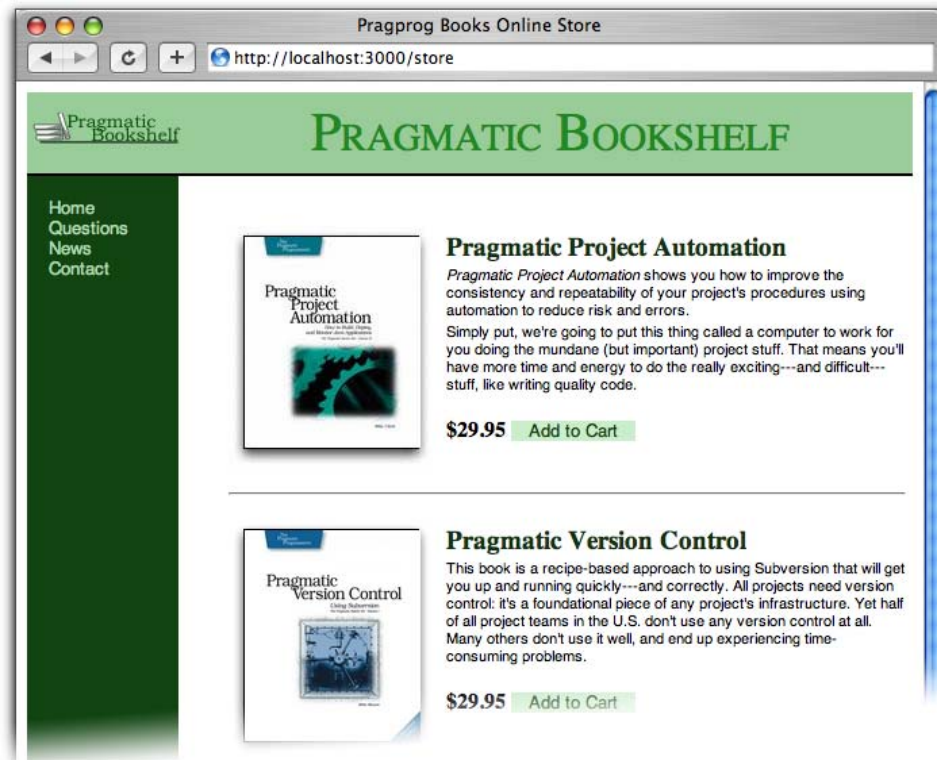 Pragprog Books Online Store
http://localhost:3000/store
Pragmatic
Bookshelf
PRAGMATIC BOOKSHELF
Home
Questions
News
Contact
Pragmatic
Project
Automation
Pragmatic Project Automation
Pragmatic Project Automation shows you how to improve the
consistency and repeatability of your project's procedures using
automation to reduce risk and errors.
Simply put, we're going to put this thing called a computer to work for
you doing the mundane (but important) project stuff. That means you'll
have more time and energy to do the really exciting---and difficult---
stuff, like writing quality code.
$29.95 Add to Cart
Pragmatic
Version Control
Using Subversion
Pragmatic Version Control
This book is a recipe-based approach to using Subversion that will get
you up and running quickly---and correctly. All projects need version
control: it's a foundational piece of any project's infrastructure. Yet half
of all project teams in the U.S. don't use any version control at all.
Many others don't use it well, and end up experiencing time-
consuming problems.
$29.95 Add to Cart